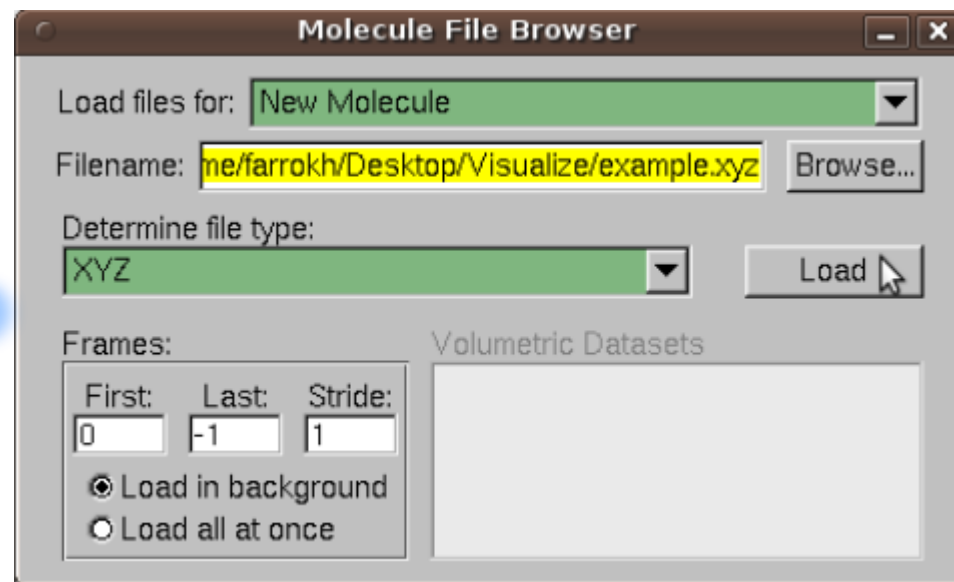 Molecule File Browser
Load files for: New Molecule
Filename: me/farrokh/Desktop/Visualize/example.xyz Browse...
Determine file type:
XYZ Load
Frames: Volumetric Datasets
First: Last: Stride:
0 -1 1
Load in background
Load all at once